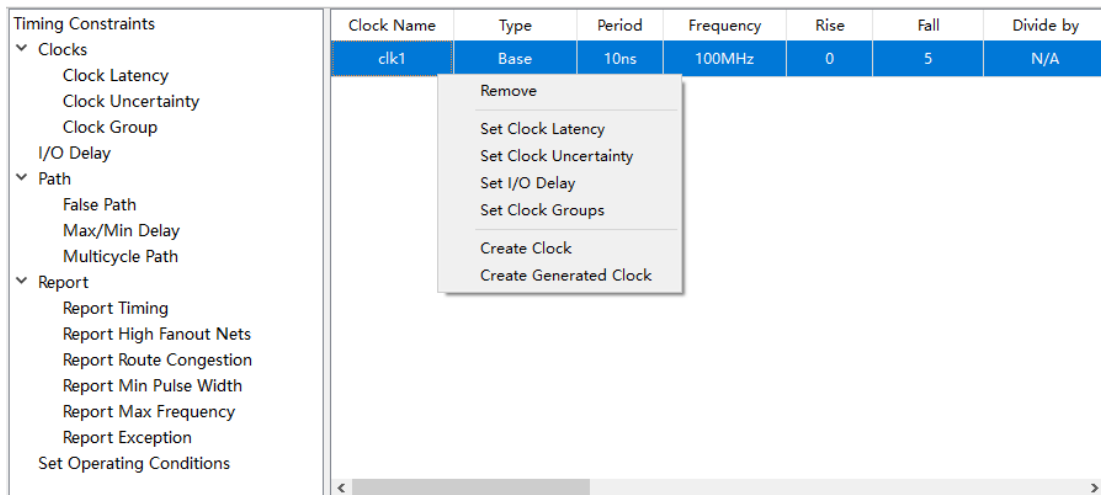 Timing Constraints
Clocks
Clock Latency
Clock Uncertainty
Clock Group
I/O Delay
Path
False Path
Max/Min Delay
Multicycle Path
Report
Report Timing
Report High Fanout Nets
Report Route Congestion
Report Min Pulse Width
Report Max Frequency
Report Exception
Set Operating Conditions
Clock Name Type Period Frequency Rise Fall Divide by
clk1 Base 10ns 100MHz 0 5 N/A
Remove
Set Clock Latency
Set Clock Uncertainty
Set I/O Delay
Set Clock Groups
Create Clock
Create Generated Clock